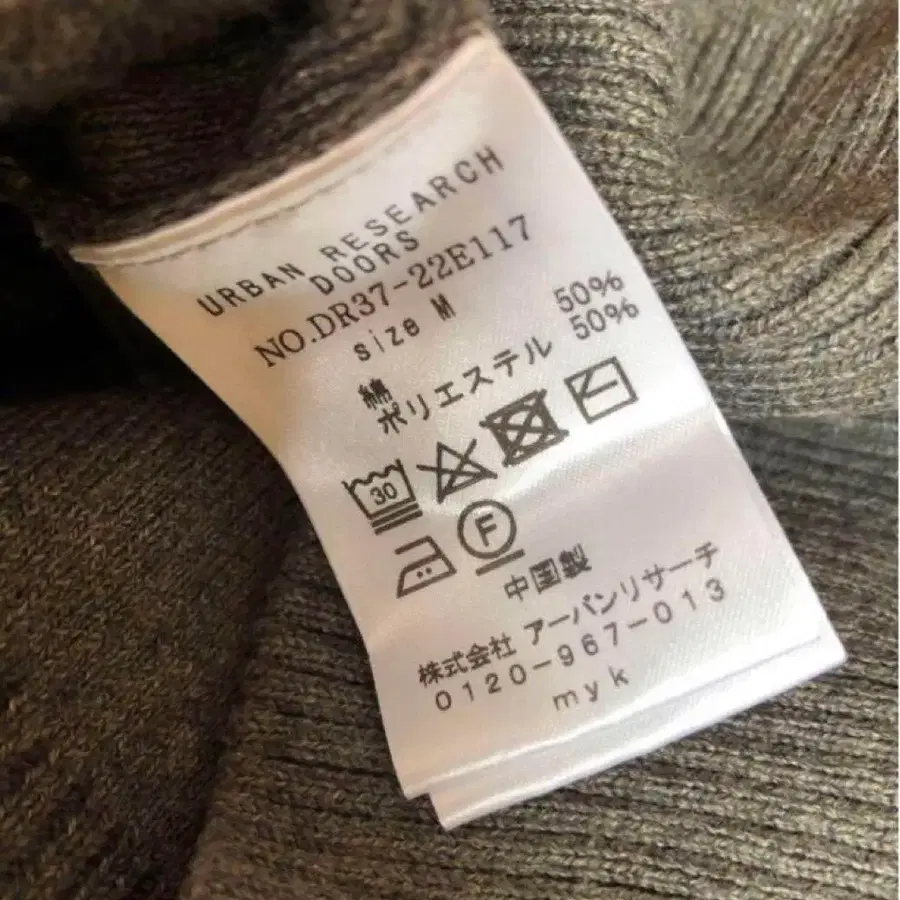 URBAN RESEARCH
DOORS
NO.DR37-22E117
size M
綿 50%
ポリエステル 50%
30
F
中国製
株式会社 アーバンリサーチ
0120-967-013
myk